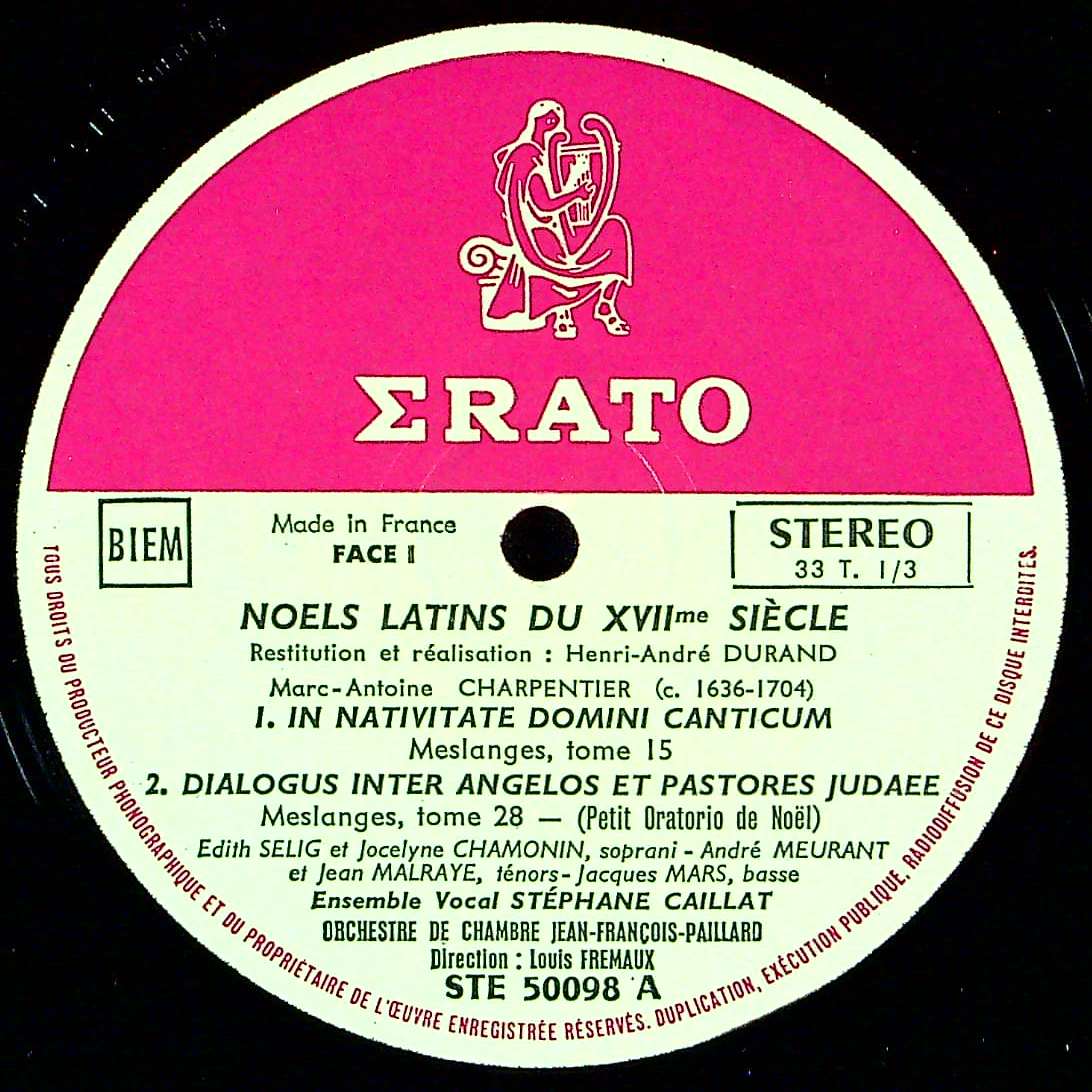 ΣRATO
BIEM
Made in France
FACE I
STEREO
33 T. 1/3
NOELS LATINS DU XVIIme SIÈCLE
Restitution et réalisation : Henri-André DURAND
Marc-Antoine CHARPENTIER (c. 1636-1704)
1. IN NATIVITATE DOMINI CANTICUM
Meslanges, tome 15
2. DIALOGUS INTER ANGELOS ET PASTORES JUDAEE
Meslanges, tome 28 — (Petit Oratorio de Noël)
Edith SELIG et Jocelyne CHAMONIN, soprani - André MEURANT
et Jean MALRAYE, ténors - Jacques MARS, basse
Ensemble Vocal STÉPHANE CAILLAT
ORCHESTRE DE CHAMBRE JEAN-FRANÇOIS-PAILLARD
Direction : Louis FREMAUX
STE 50098 A
TOUS DROITS DU PRODUCTEUR PHONOGRAPHIQUE ET DU PROPRIÉTAIRE DE L'ŒUVRE ENREGISTRÉE RÉSERVÉS. DUPLICATION, EXÉCUTION PUBLIQUE, RADIODIFFUSION DE CE DISQUE INTERDITES.